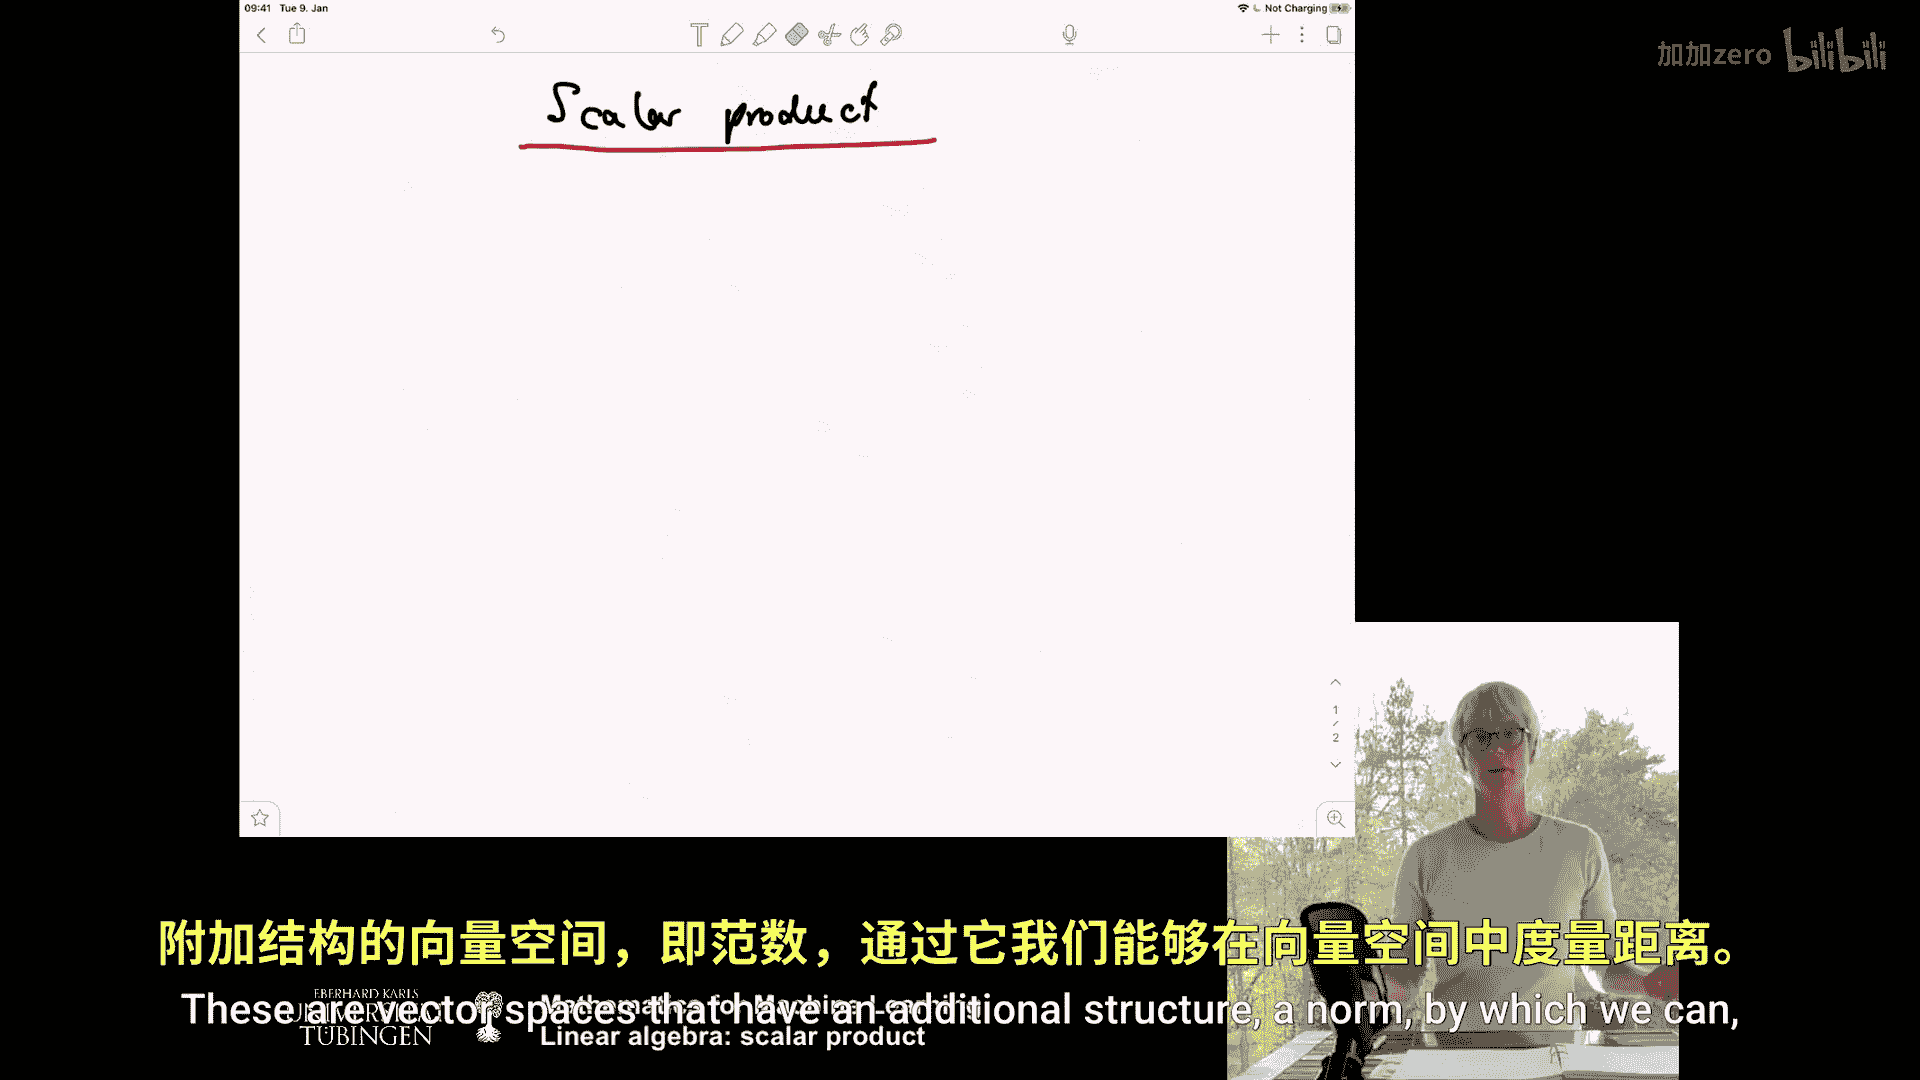 09:41 Tue 9. Jan
Not Charging
加加zero bilibili
T
Scalar product
1
/
2
附加结构的向量空间，即范数，通过它我们能够在向量空间中度量距离。
These are vector spaces that have an additional structure, a norm, by which we can,
EBERHARD KARLS
UNIVERSITÄT
TÜBINGEN
Mathematics for Machine Learning
Linear algebra: scalar product